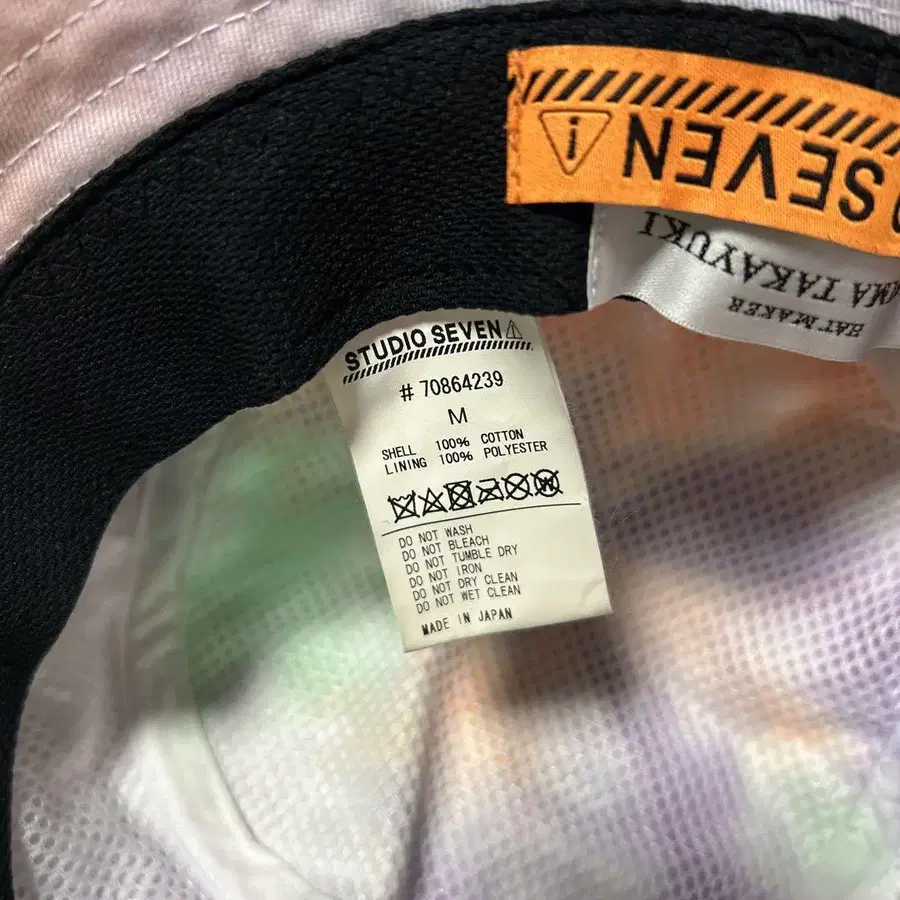 SEVEN
TAKAYUKI
HAT MAKER
STUDIO SEVEN
# 70864239
M
SHELL 100% COTTON
LINING 100% POLYESTER
DO NOT WASH
DO NOT BLEACH
DO NOT TUMBLE DRY
DO NOT IRON
DO NOT DRY CLEAN
DO NOT WET CLEAN
MADE IN JAPAN